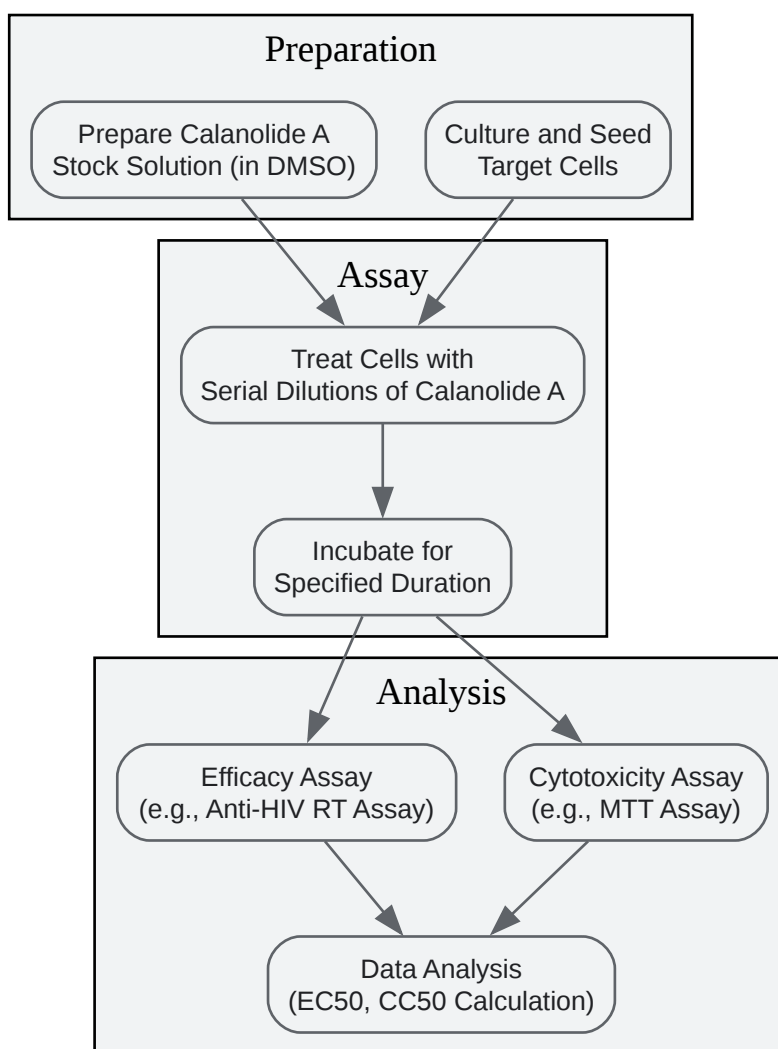 Preparation
Prepare Calanolide A
Stock Solution (in DMSO)
Culture and Seed
Target Cells
Assay
Treat Cells with
Serial Dilutions of Calanolide A
Incubate for
Specified Duration
Analysis
Efficacy Assay
(e.g., Anti-HIV RT Assay)
Cytotoxicity Assay
(e.g., MTT Assay)
Data Analysis
(EC50, CC50 Calculation)